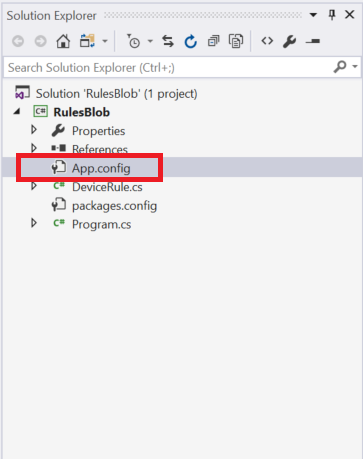 Solution Explorer
Search Solution Explorer (Ctrl+;)
Solution 'RulesBlob' (1 project)
C# RulesBlob
Properties
References
App.config
C# DeviceRule.cs
packages.config
C# Program.cs